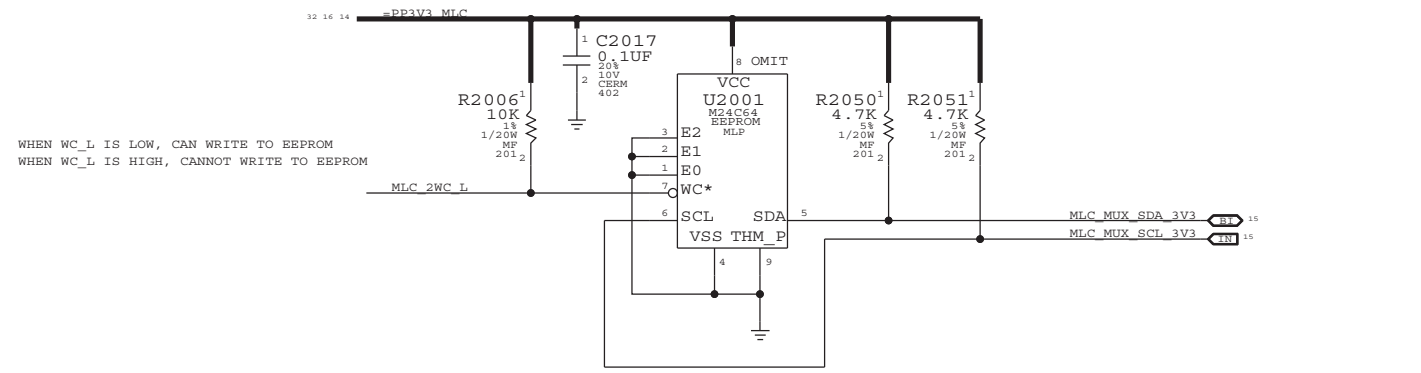 32 16 14 =PP3V3_MLC
1 C2017
0.1UF
20%
10V
CERM
402
2
8 OMIT
VCC
U2001
M24C64
EEPROM
MLP
R2006 1
10K
1%
1/20W
MF
201 2
R2050 1
4.7K
5%
1/20W
MF
201 2
R2051 1
4.7K
5%
1/20W
MF
201 2
WHEN WC_L IS LOW, CAN WRITE TO EEPROM
WHEN WC_L IS HIGH, CANNOT WRITE TO EEPROM
3 E2
2 E1
1 E0
MLC_2WC_L 7 WC*
6 SCL SDA 5
MLC_MUX_SDA_3V3 BI 15
VSS THM_P
MLC_MUX_SCL_3V3 IN 15
4 9